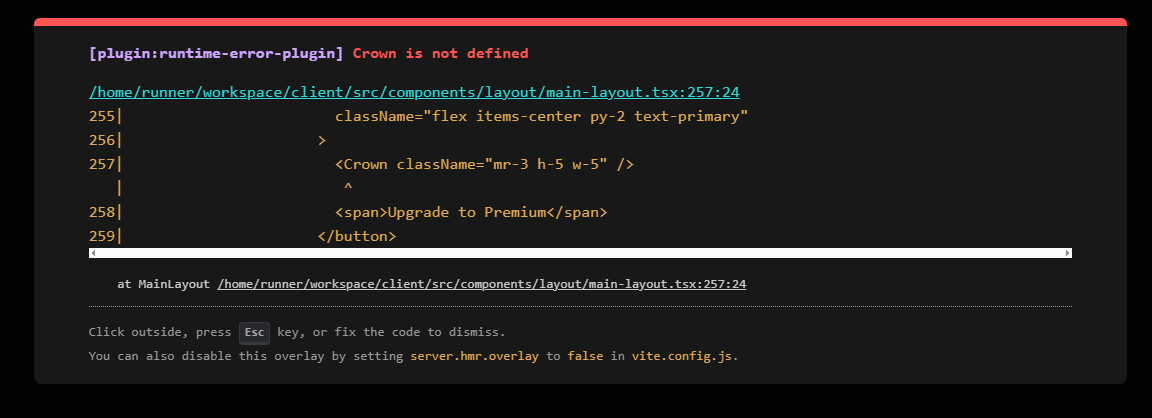 [plugin:runtime-error-plugin] Crown is not defined
/home/runner/workspace/client/src/components/layout/main-layout.tsx:257:24
255|                        className="flex items-center py-2 text-primary"
256|                      >
257|                        <Crown className="mr-3 h-5 w-5" />
   |                         ^
258|                        <span>Upgrade to Premium</span>
259|                      </button>
at MainLayout /home/runner/workspace/client/src/components/layout/main-layout.tsx:257:24
Click outside, press Esc key, or fix the code to dismiss.
You can also disable this overlay by setting server.hmr.overlay to false in vite.config.js.